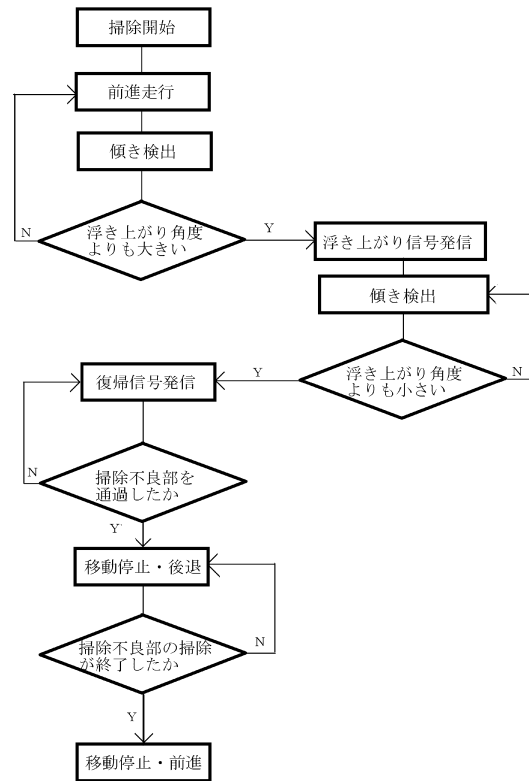 掃除開始
前進走行
傾き検出
浮き上がり角度
よりも大きい
N
Y
浮き上がり信号発信
傾き検出
浮き上がり角度
よりも小さい
N
Y
復帰信号発信
掃除不良部を
通過したか
N
Y
移動停止・後退
掃除不良部の掃除
が終了したか
N
Y
移動停止・前進